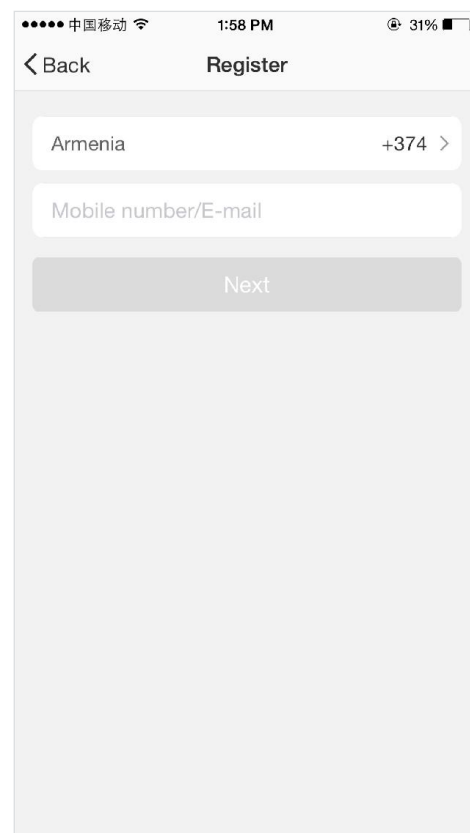 中国移动 1:58 PM 31%
Back Register
Armenia +374
Mobile number/E-mail
Next